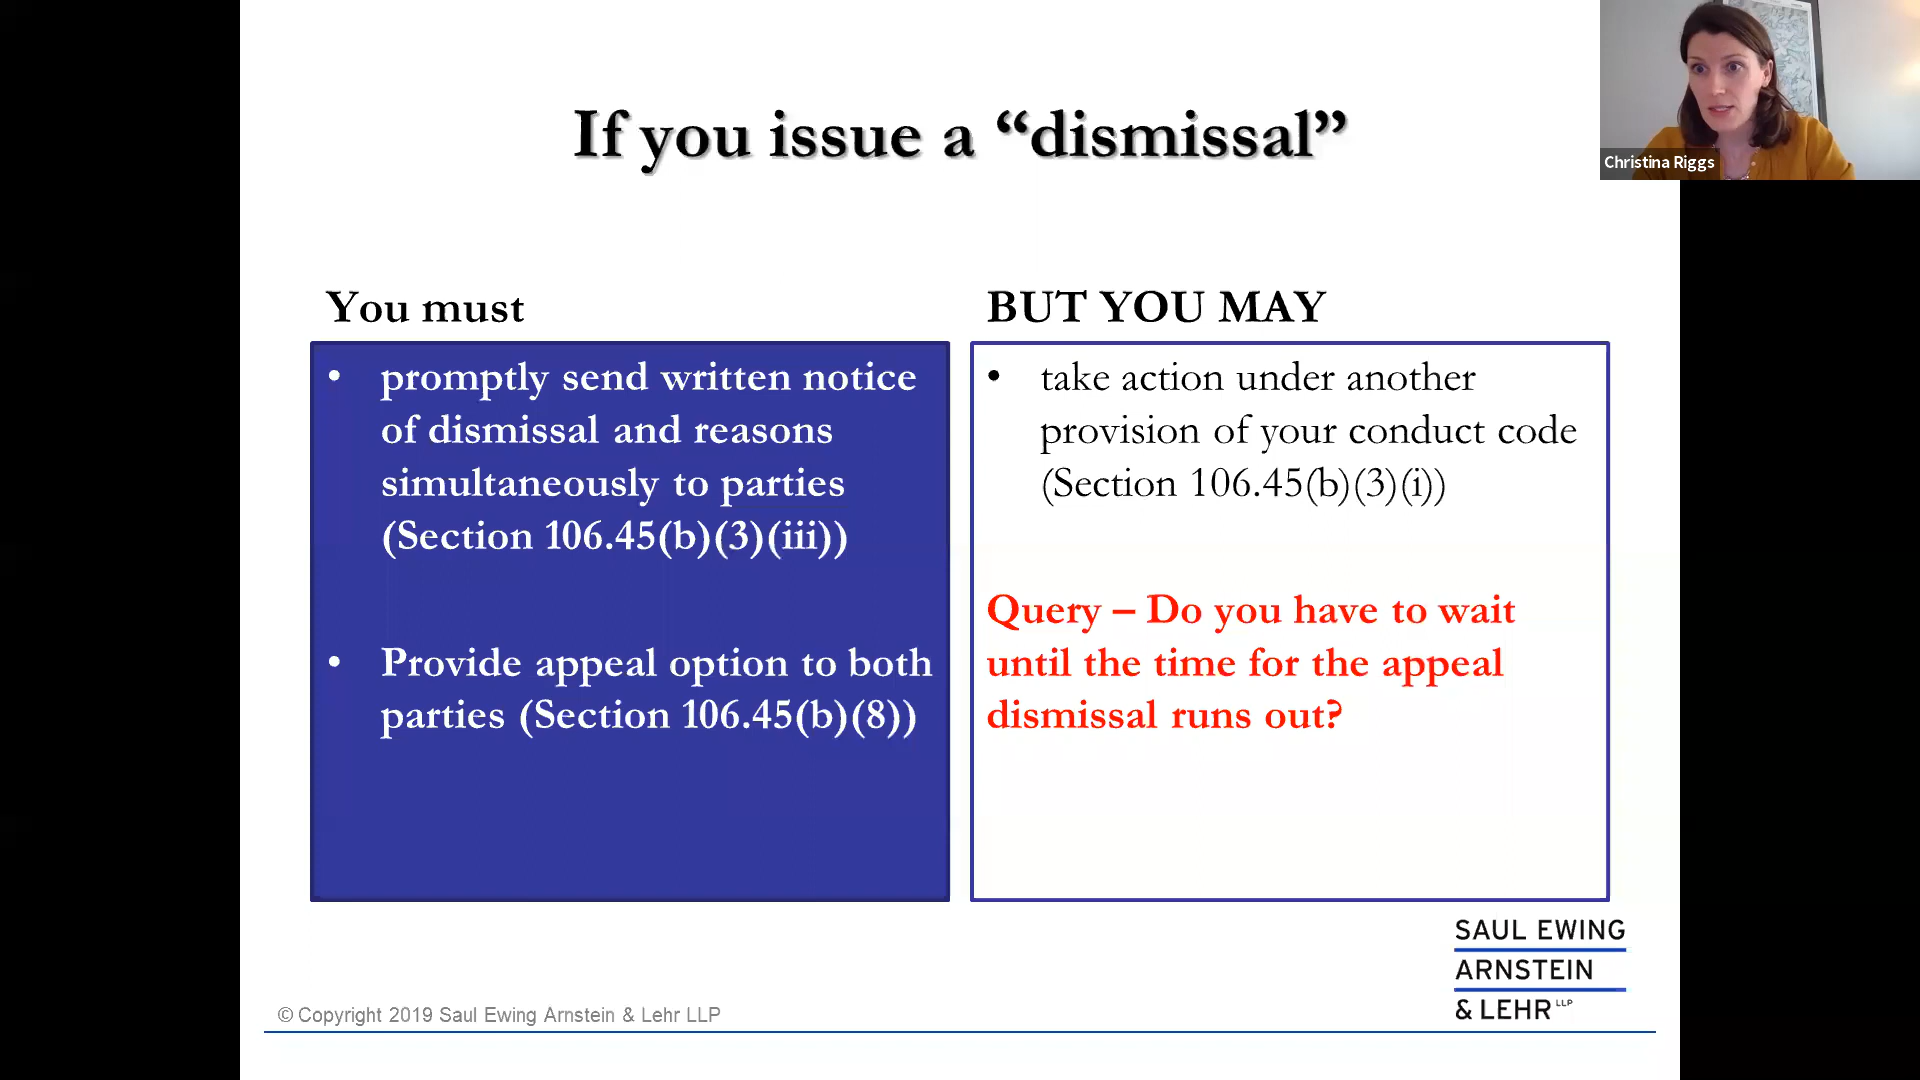 If you issue a “dismissal”
Christina Riggs
You must
• promptly send written notice
of dismissal and reasons
simultaneously to parties
(Section 106.45(b)(3)(iii))
• Provide appeal option to both
parties (Section 106.45(b)(8))
BUT YOU MAY
• take action under another
provision of your conduct code
(Section 106.45(b)(3)(i))
Query – Do you have to wait
until the time for the appeal
dismissal runs out?
SAUL EWING
ARNSTEIN
& LEHR LLP
© Copyright 2019 Saul Ewing Arnstein & Lehr LLP